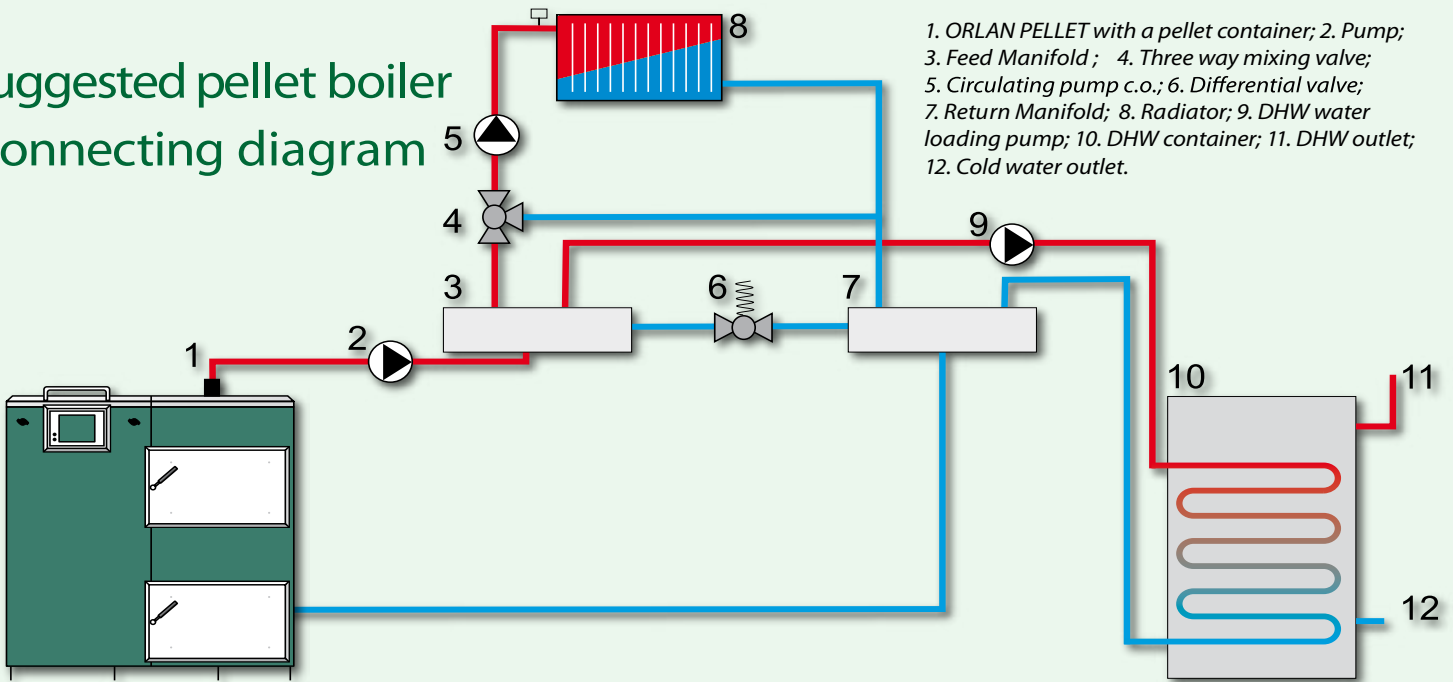 uggested pellet boiler
onnecting diagram
1. ORLAN PELLET with a pellet container; 2. Pump;
3. Feed Manifold ; 4. Three way mixing valve;
5. Circulating pump c.o.; 6. Differential valve;
7. Return Manifold; 8. Radiator; 9. DHW water
loading pump; 10. DHW container; 11. DHW outlet;
12. Cold water outlet.
8
5
4
9
3
6
7
2
1
10
11
12